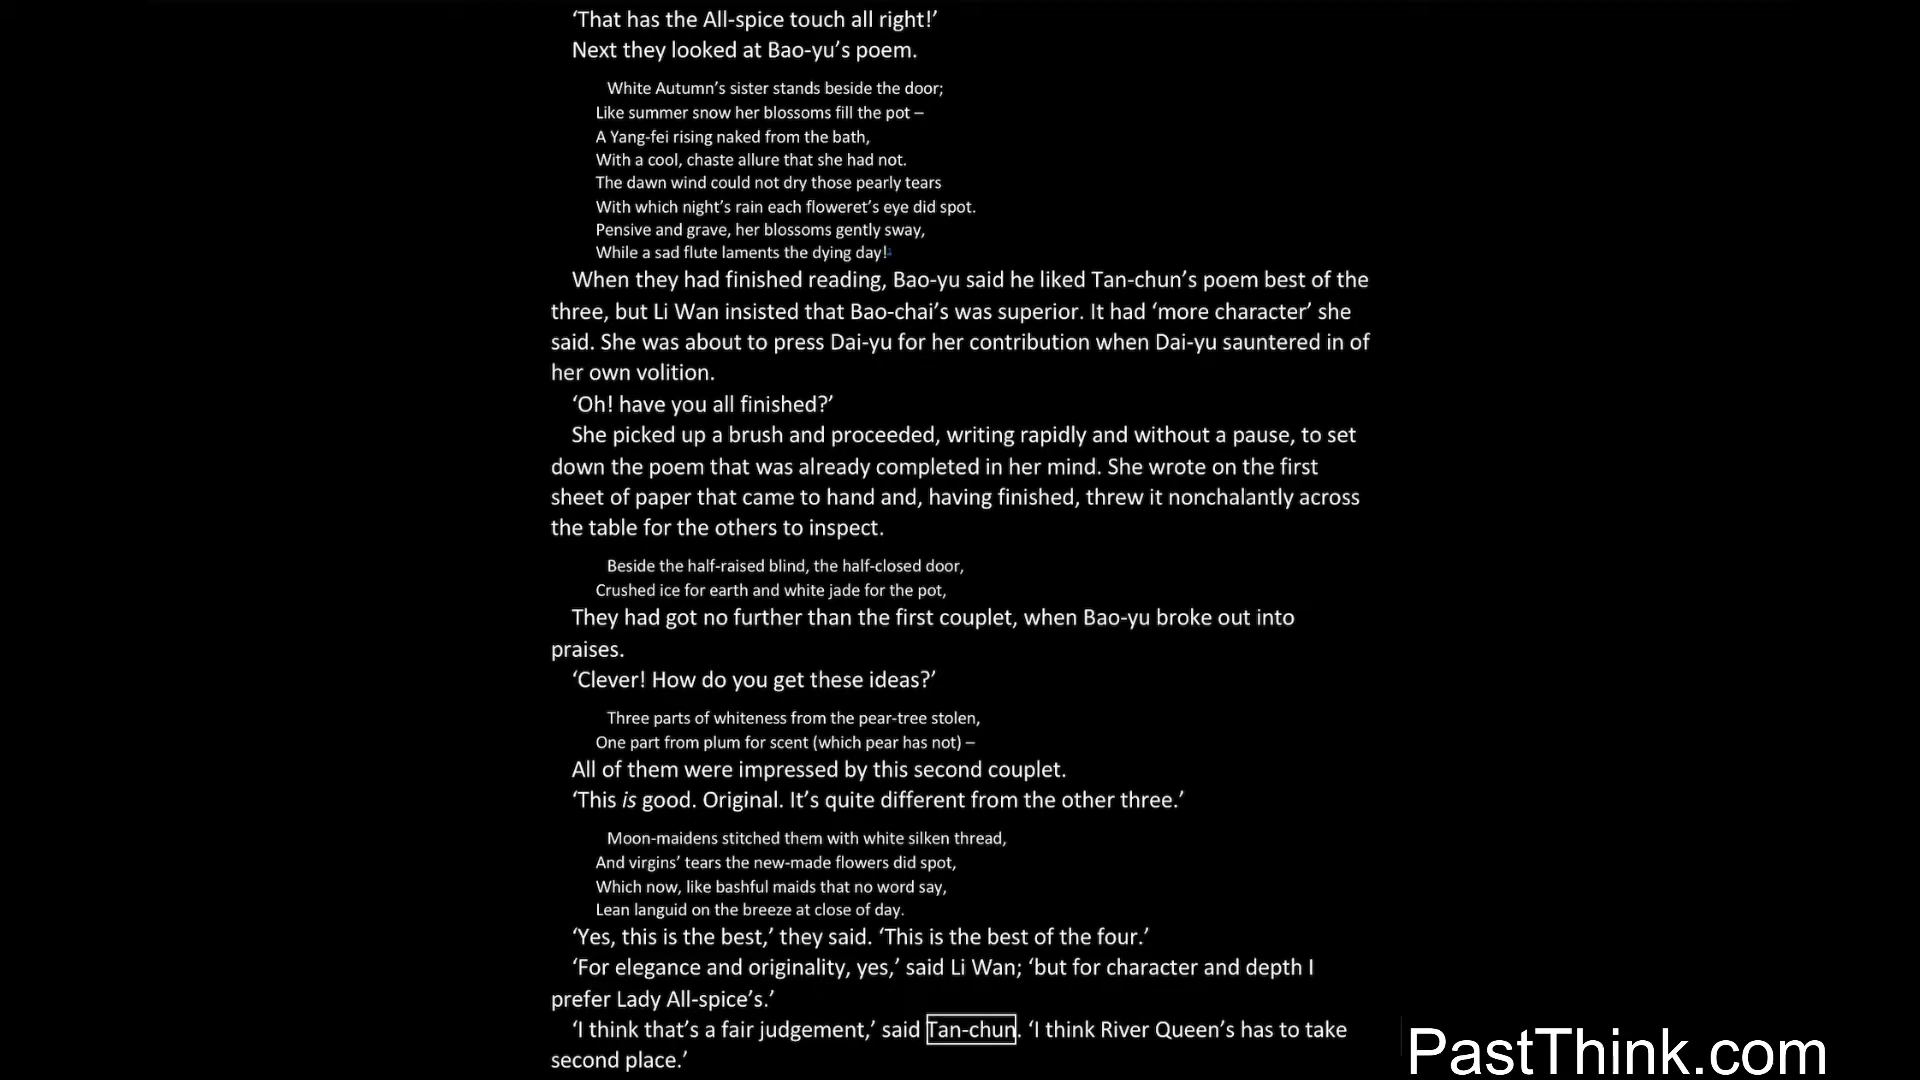 ‘That has the All-spice touch all right!’
Next they looked at Bao-yu’s poem.
White Autumn’s sister stands beside the door;
Like summer snow her blossoms fill the pot –
A Yang-fei rising naked from the bath,
With a cool, chaste allure that she had not.
The dawn wind could not dry those pearly tears
With which night’s rain each floweret’s eye did spot.
Pensive and grave, her blossoms gently sway,
While a sad flute laments the dying day!
When they had finished reading, Bao-yu said he liked Tan-chun’s poem best of the
three, but Li Wan insisted that Bao-chai’s was superior. It had ‘more character’ she
said. She was about to press Dai-yu for her contribution when Dai-yu sauntered in of
her own volition.
‘Oh! have you all finished?’
She picked up a brush and proceeded, writing rapidly and without a pause, to set
down the poem that was already completed in her mind. She wrote on the first
sheet of paper that came to hand and, having finished, threw it nonchalantly across
the table for the others to inspect.
Beside the half-raised blind, the half-closed door,
Crushed ice for earth and white jade for the pot,
They had got no further than the first couplet, when Bao-yu broke out into
praises.
‘Clever! How do you get these ideas?’
Three parts of whiteness from the pear-tree stolen,
One part from plum for scent (which pear has not) –
All of them were impressed by this second couplet.
‘This is good. Original. It’s quite different from the other three.’
Moon-maidens stitched them with white silken thread,
And virgins’ tears the new-made flowers did spot,
Which now, like bashful maids that no word say,
Lean languid on the breeze at close of day.
‘Yes, this is the best,’ they said. ‘This is the best of the four.’
‘For elegance and originality, yes,’ said Li Wan; ‘but for character and depth I
prefer Lady All-spice’s.’
‘I think that’s a fair judgement,’ said Tan-chun. ‘I think River Queen’s has to take
second place.’
PastThink.com